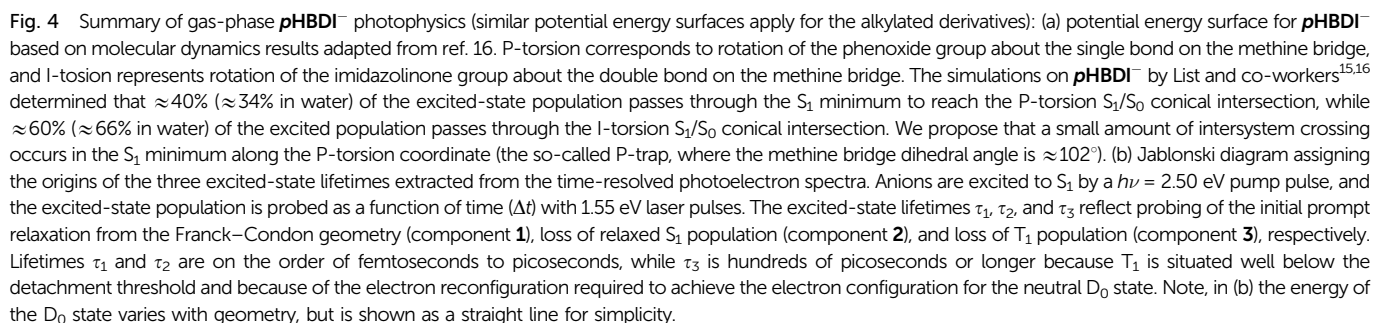 Fig. 4 Summary of gas-phase pHBDI⁻ photophysics (similar potential energy surfaces apply for the alkylated derivatives): (a) potential energy surface for pHBDI⁻
based on molecular dynamics results adapted from ref. 16. P-torsion corresponds to rotation of the phenoxide group about the single bond on the methine bridge,
and I-tosion represents rotation of the imidazolinone group about the double bond on the methine bridge. The simulations on pHBDI⁻ by List and co-workers¹⁵,¹⁶
determined that ≈40% (≈34% in water) of the excited-state population passes through the S₁ minimum to reach the P-torsion S₁/S₀ conical intersection, while
≈60% (≈66% in water) of the excited population passes through the I-torsion S₁/S₀ conical intersection. We propose that a small amount of intersystem crossing
occurs in the S₁ minimum along the P-torsion coordinate (the so-called P-trap, where the methine bridge dihedral angle is ≈102°). (b) Jablonski diagram assigning
the origins of the three excited-state lifetimes extracted from the time-resolved photoelectron spectra. Anions are excited to S₁ by a hν = 2.50 eV pump pulse, and
the excited-state population is probed as a function of time (Δt) with 1.55 eV laser pulses. The excited-state lifetimes τ₁, τ₂, and τ₃ reflect probing of the initial prompt
relaxation from the Franck–Condon geometry (component 1), loss of relaxed S₁ population (component 2), and loss of T₁ population (component 3), respectively.
Lifetimes τ₁ and τ₂ are on the order of femtoseconds to picoseconds, while τ₃ is hundreds of picoseconds or longer because T₁ is situated well below the
detachment threshold and because of the electron reconfiguration required to achieve the electron configuration for the neutral D₀ state. Note, in (b) the energy of
the D₀ state varies with geometry, but is shown as a straight line for simplicity.